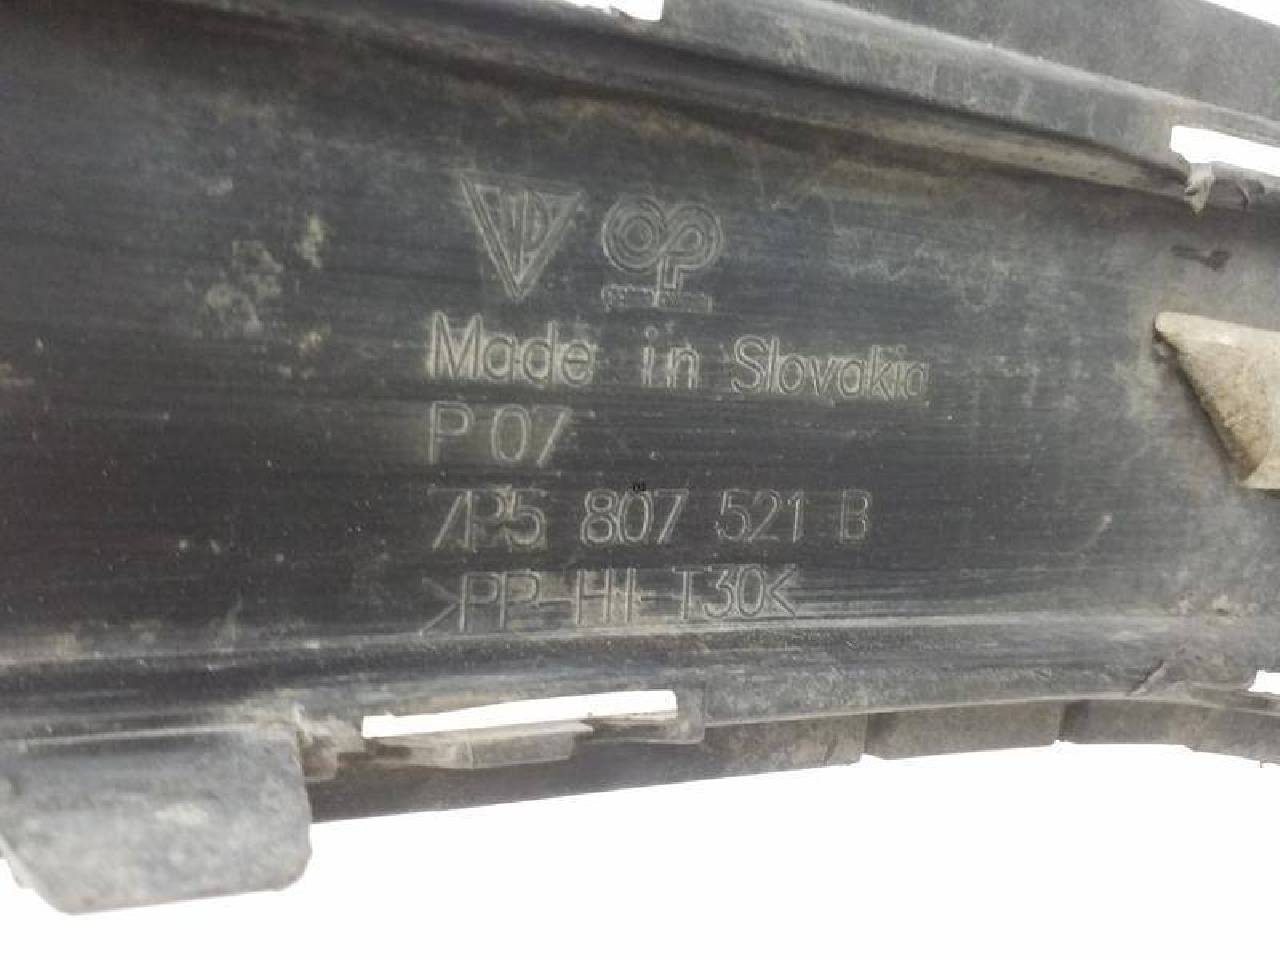 Made in Slovakia
P 07
7P5 807 521 B
>PP HI T30<